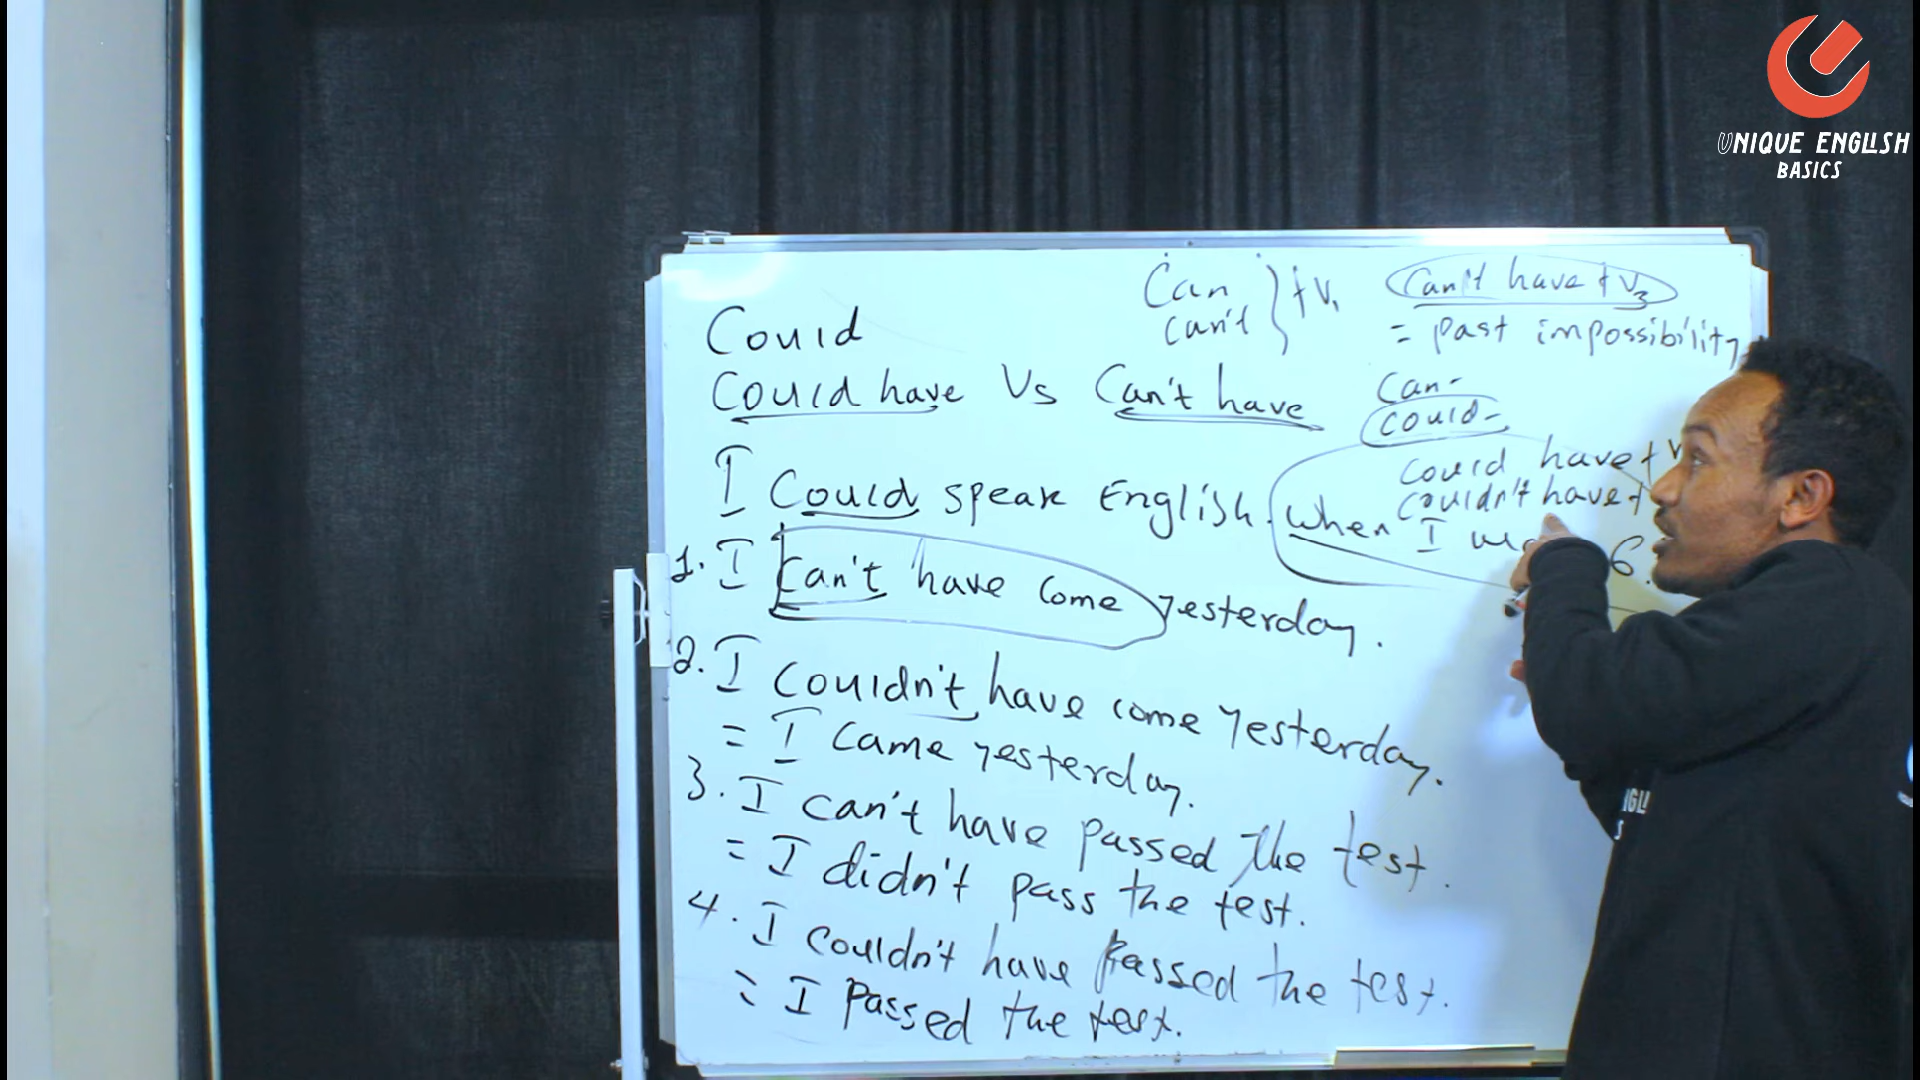 UNIQUE ENGLISH
BASICS
Can
can't } + V1
Can't have + V3
= past impossibility
Could
Could have Vs Can't have
Can-
could-
could have + V
couldn't have +
I Could speak English. when I 6.
1. I can't have come yesterday.
2. I couldn't have come yesterday.
= I came yesterday.
3. I can't have passed the test.
= I didn't pass the test.
4. I couldn't have passed the test.
= I passed the test.